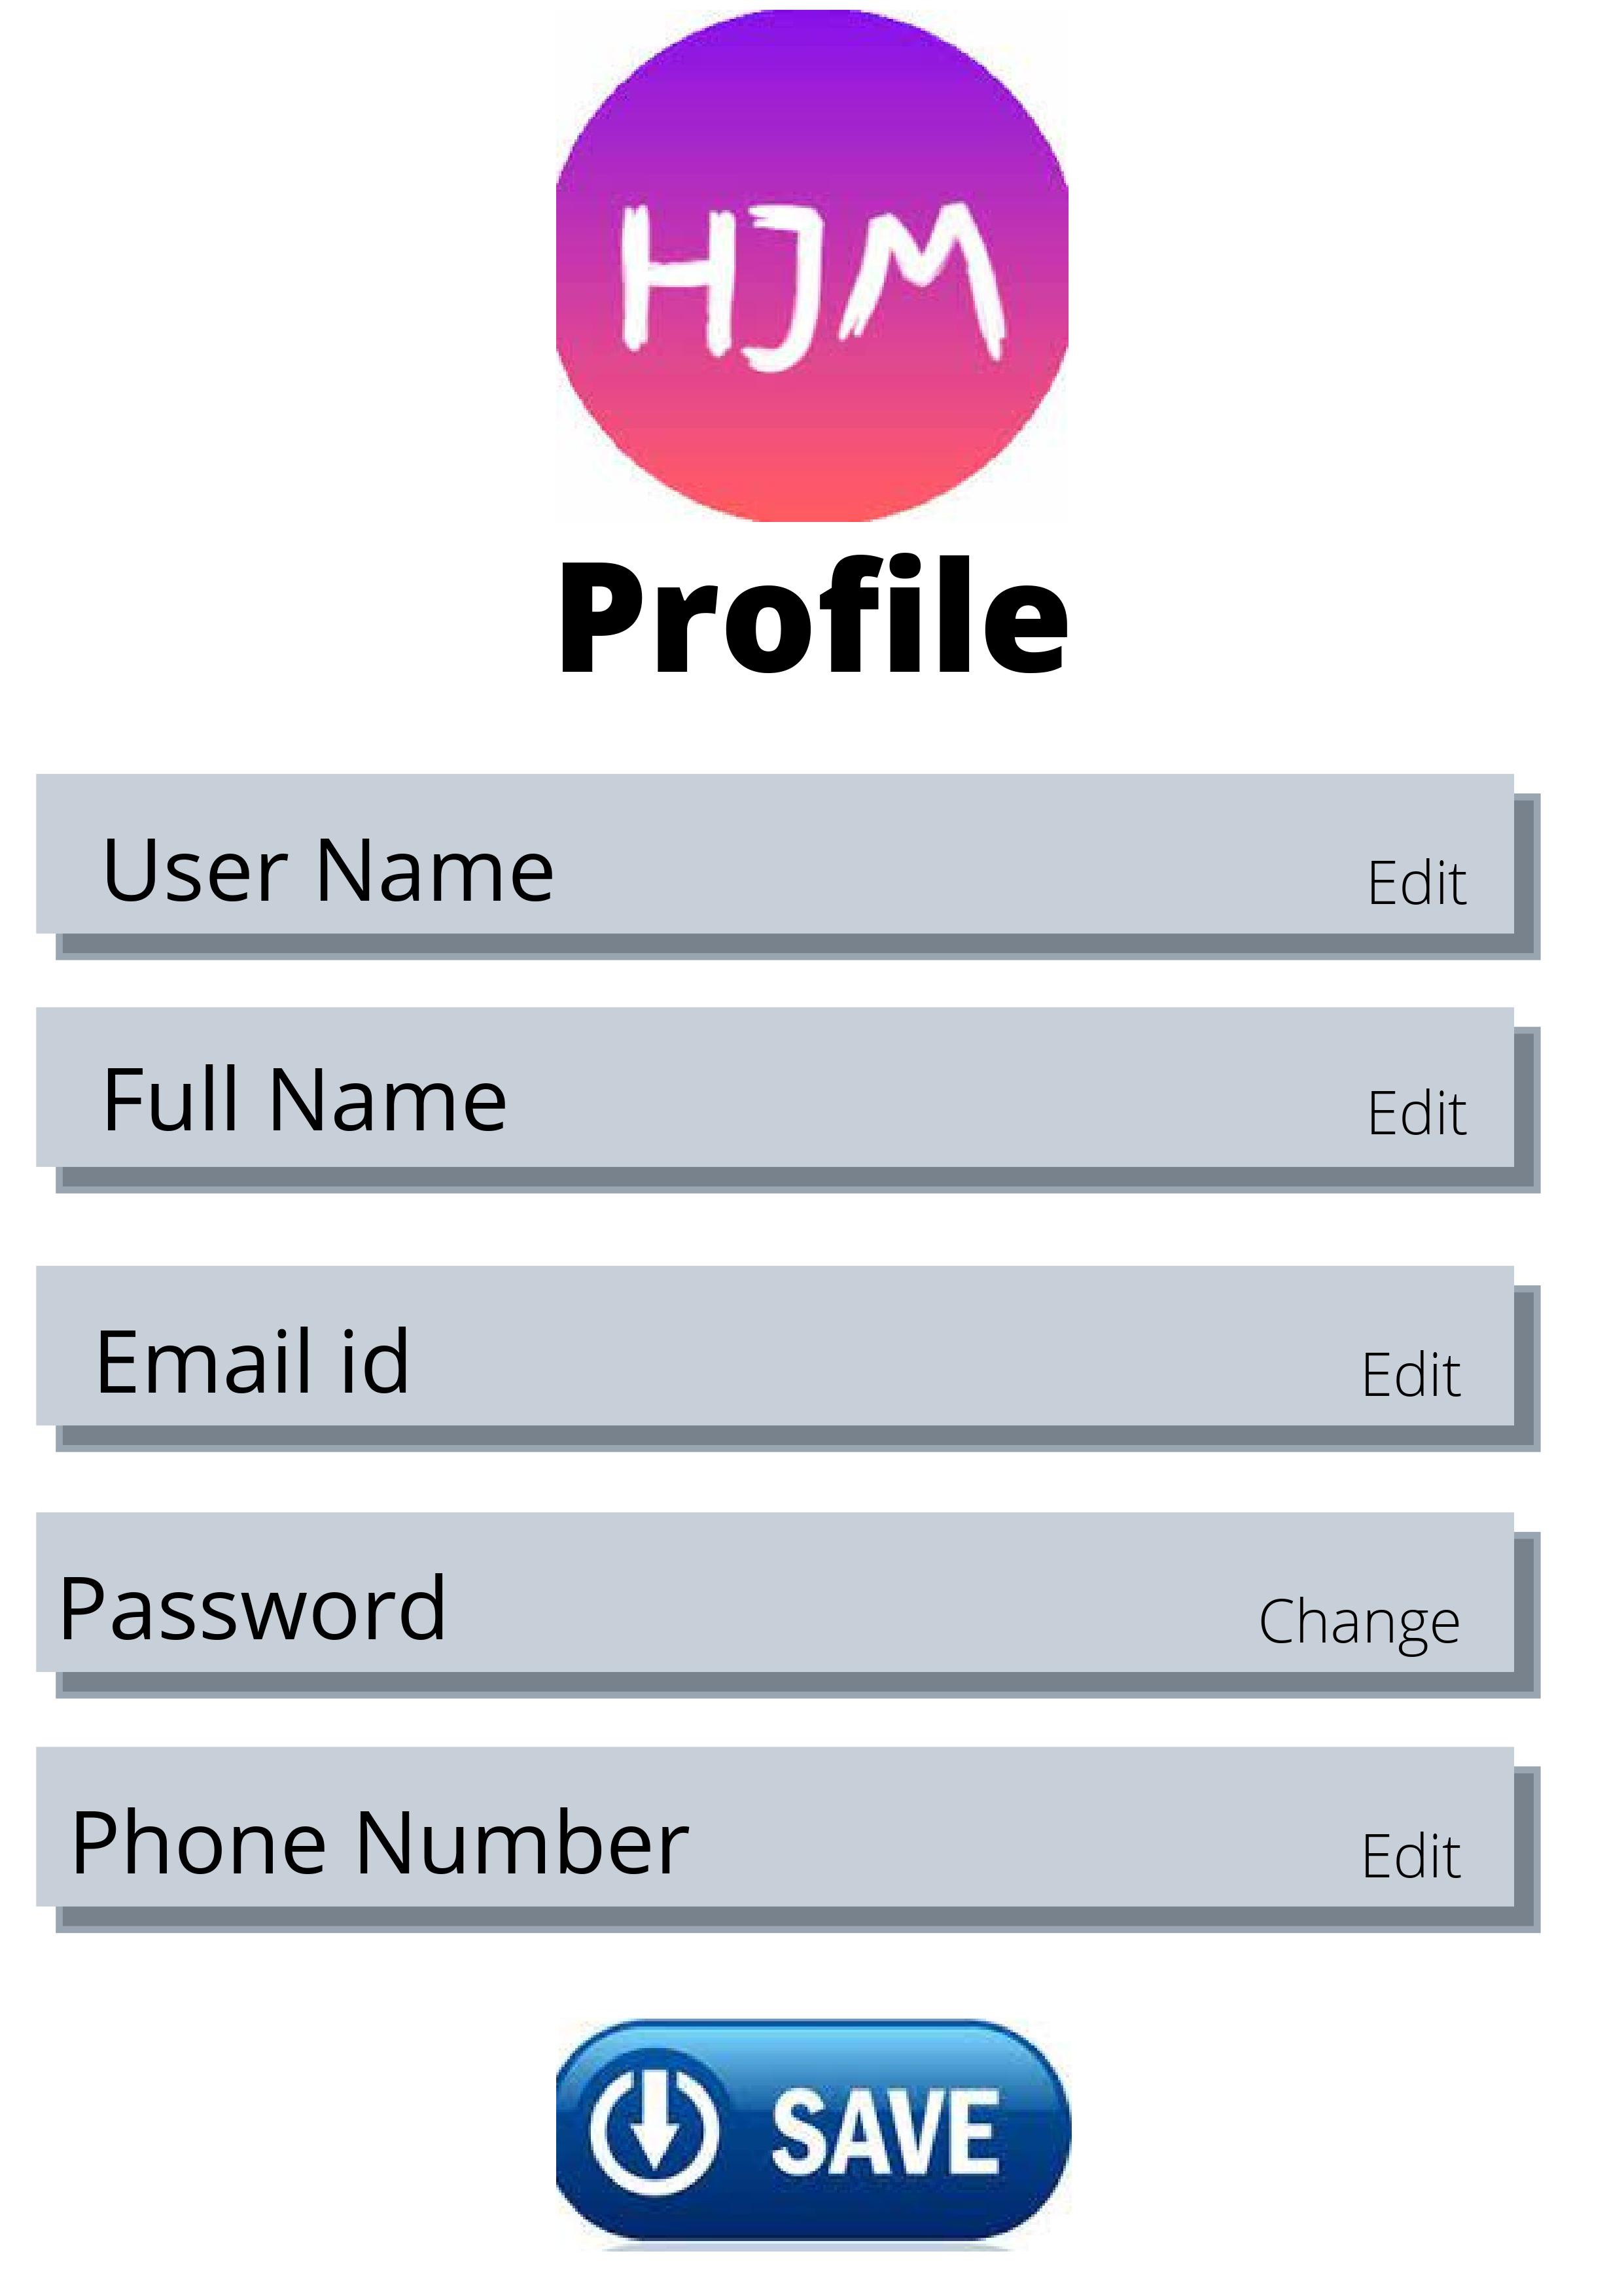 HJM
Profile
User Name Edit
Full Name Edit
Email id Edit
Password Change
Phone Number Edit
SAVE